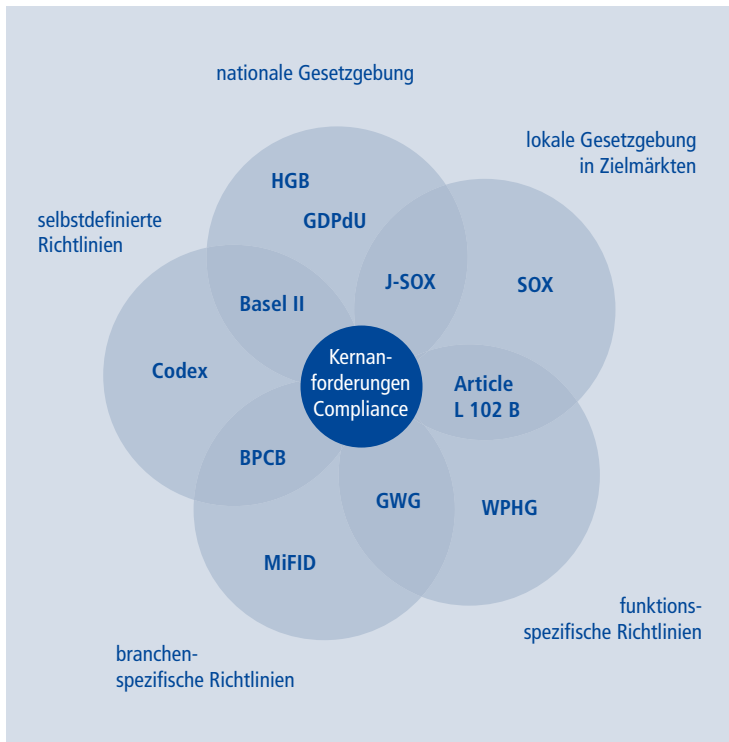 nationale Gesetzgebung
lokale Gesetzgebung
in Zielmärkten
selbstdefinierte
Richtlinien
HGB
GDPdU
J-SOX
SOX
Basel II
Codex
Kernan-
forderungen
Compliance
Article
L 102 B
BPCB
GWG
WPHG
MiFID
funktions-
spezifische Richtlinien
branchen-
spezifische Richtlinien